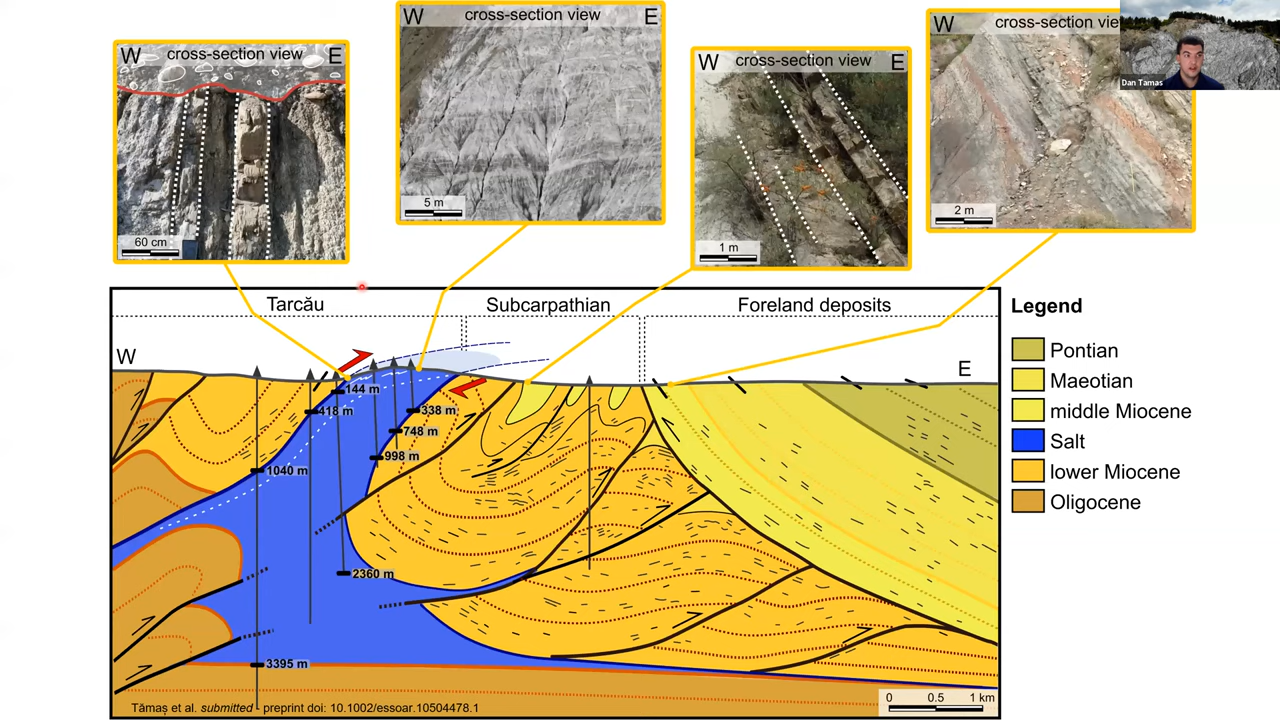 W cross-section view E
60 cm
W cross-section view E
5 m
W cross-section view E
1 m
W cross-section vie
2 m
Dan Tamas
Tarcău
Subcarpathian
Foreland deposits
W
E
144 m
418 m
338 m
748 m
998 m
1040 m
2360 m
3395 m
Tămaș et al. submitted - preprint doi: 10.1002/essoar.10504478.1
0 0.5 1 km
Legend
Pontian
Maeotian
middle Miocene
Salt
lower Miocene
Oligocene